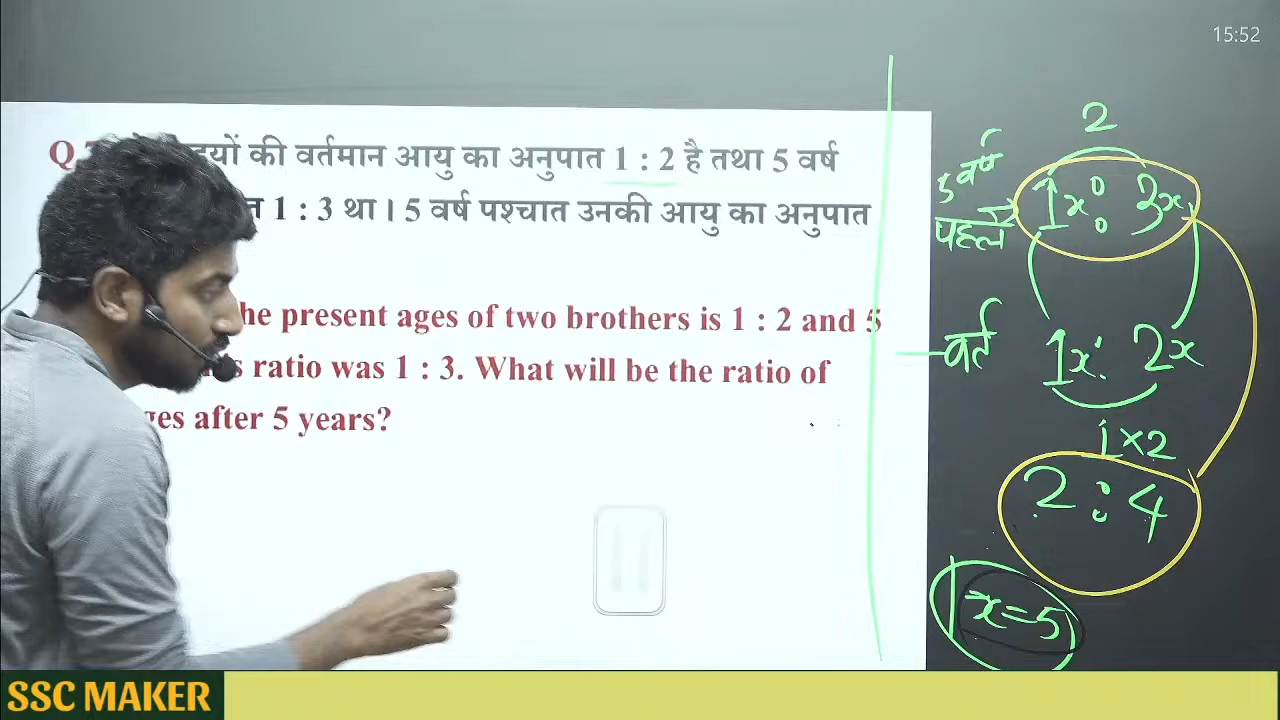 15:52
Q.
की वर्तमान आयु का अनुपात 1 : 2 है तथा 5 वर्ष
1 : 3 था। 5 वर्ष पश्चात उनकी आयु का अनुपात
present ages of two brothers is 1 : 2 and 5
ratio was 1 : 3. What will be the ratio of
after 5 years?
2
5 वर्ष
पहले
1x : 3x
वर्त
1x : 2x
1×2
2 : 4
x=5
SSC MAKER